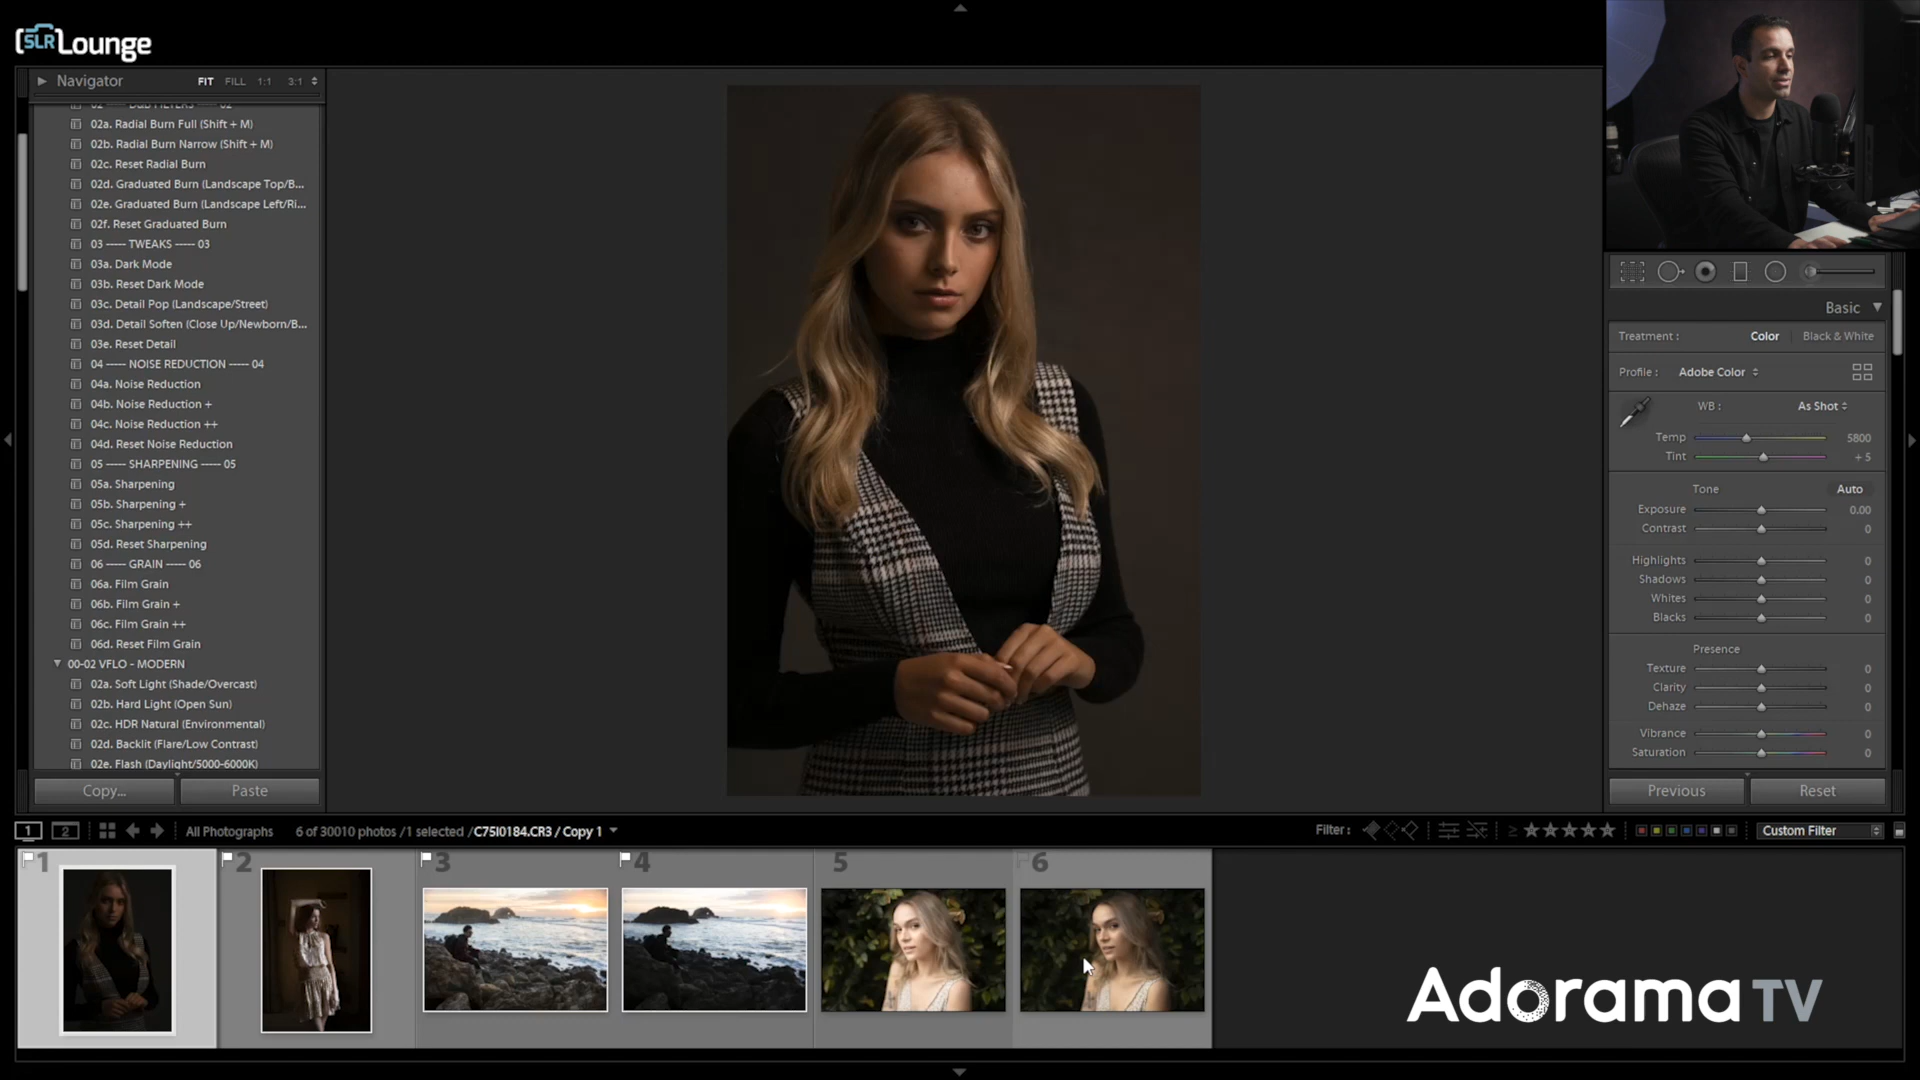 SLR Lounge
Navigator
FIT FILL 1:1 3:1
02 ----- D&B FILTERS ----- 02
02a. Radial Burn Full (Shift + M)
02b. Radial Burn Narrow (Shift + M)
02c. Reset Radial Burn
02d. Graduated Burn (Landscape Top/B...
02e. Graduated Burn (Landscape Left/Ri...
02f. Reset Graduated Burn
03 ----- TWEAKS ----- 03
03a. Dark Mode
03b. Reset Dark Mode
03c. Detail Pop (Landscape/Street)
03d. Detail Soften (Close Up/Newborn/B...
03e. Reset Detail
04 ----- NOISE REDUCTION ----- 04
04a. Noise Reduction
04b. Noise Reduction +
04c. Noise Reduction ++
04d. Reset Noise Reduction
05 ----- SHARPENING ----- 05
05a. Sharpening
05b. Sharpening +
05c. Sharpening ++
05d. Reset Sharpening
06 ----- GRAIN ----- 06
06a. Film Grain
06b. Film Grain +
06c. Film Grain ++
06d. Reset Film Grain
00-02 VFLO - MODERN
02a. Soft Light (Shade/Overcast)
02b. Hard Light (Open Sun)
02c. HDR Natural (Environmental)
02d. Backlit (Flare/Low Contrast)
02e. Flash (Daylight/5000-6000K)
Copy... Paste
Basic
Treatment : Color Black & White
Profile : Adobe Color
WB : As Shot
Temp 5800
Tint + 5
Tone Auto
Exposure 0.00
Contrast 0
Highlights 0
Shadows 0
Whites 0
Blacks 0
Presence
Texture 0
Clarity 0
Dehaze 0
Vibrance 0
Saturation 0
Previous Reset
1 2 All Photographs 6 of 30010 photos /1 selected /C75I0184.CR3 / Copy 1 Filter : ≥ ★★★★★ Custom Filter
1 2 3 4 5 6
Adorama TV